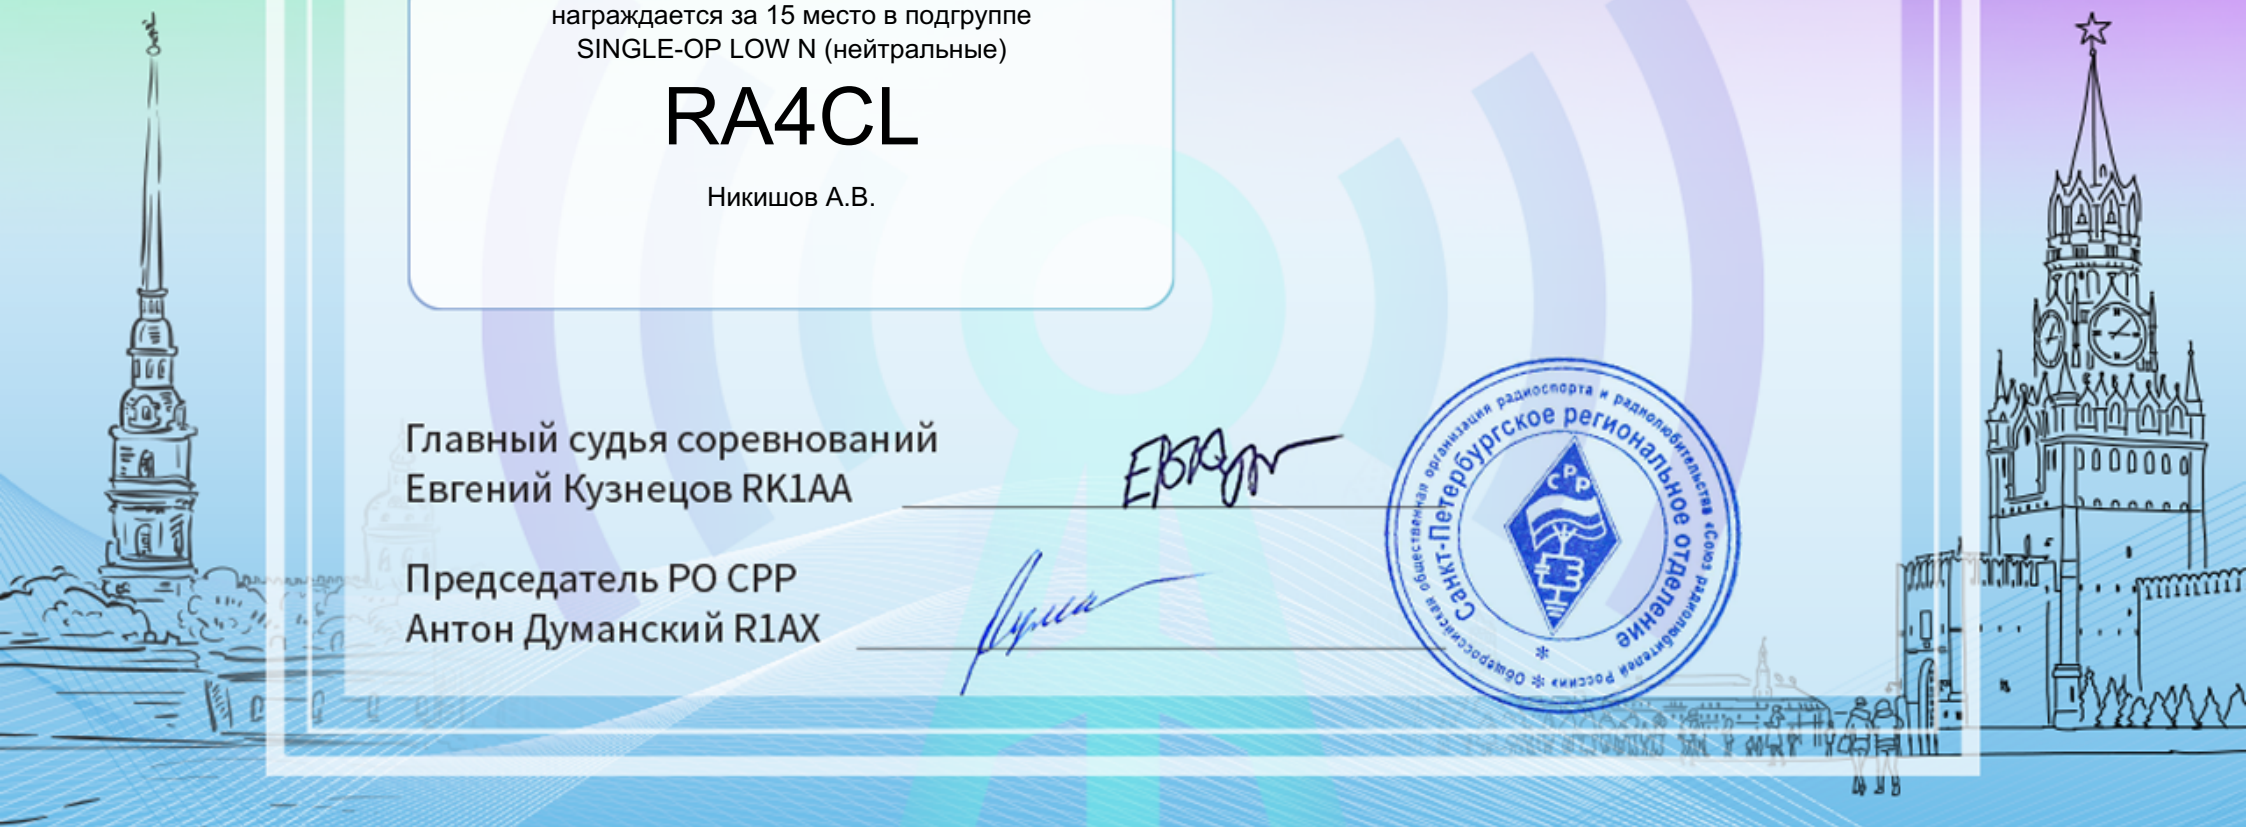 награждается за 15 место в подгруппе
SINGLE-OP LOW N (нейтральные)
RA4CL
Никишов А.В.
Главный судья соревнований
Евгений Кузнецов RK1AA
Председатель РО СРР
Антон Думанский R1AX
Общероссийская общественная организация радиоспорта и радиолюбительства «Союз радиолюбителей России»
Санкт-Петербургское региональное отделение
СРР